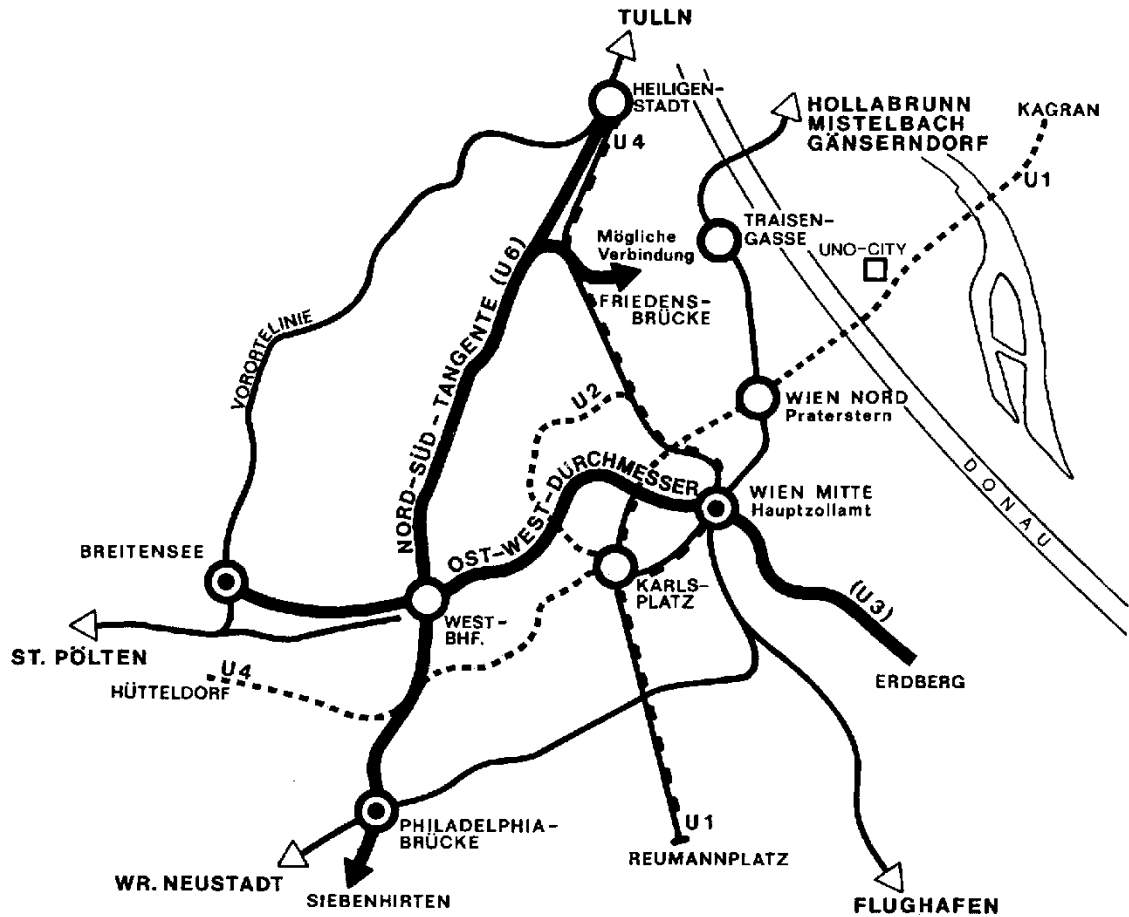 TULLN
HEILIGEN-
STADT
HOLLABRUNN
MISTELBACH
GÄNSERNDORF
KAGRAN
U4
U1
TRAISEN-
GASSE
UNO-CITY
Mögliche
Verbindung
FRIEDENS-
BRÜCKE
VORORTELINIE
NORD-SÜD-TANGENTE (U6)
U2
WIEN NORD
Praterstern
OST-WEST-DURCHMESSER
WIEN MITTE
Hauptzollamt
DONAU
BREITENSEE
KARLS-
PLATZ
(U3)
WEST-
BHF.
ST. PÖLTEN
U4
HÜTTELDORF
ERDBERG
U1
PHILADELPHIA-
BRÜCKE
REUMANNPLATZ
WR. NEUSTADT
SIEBENHIRTEN
FLUGHAFEN